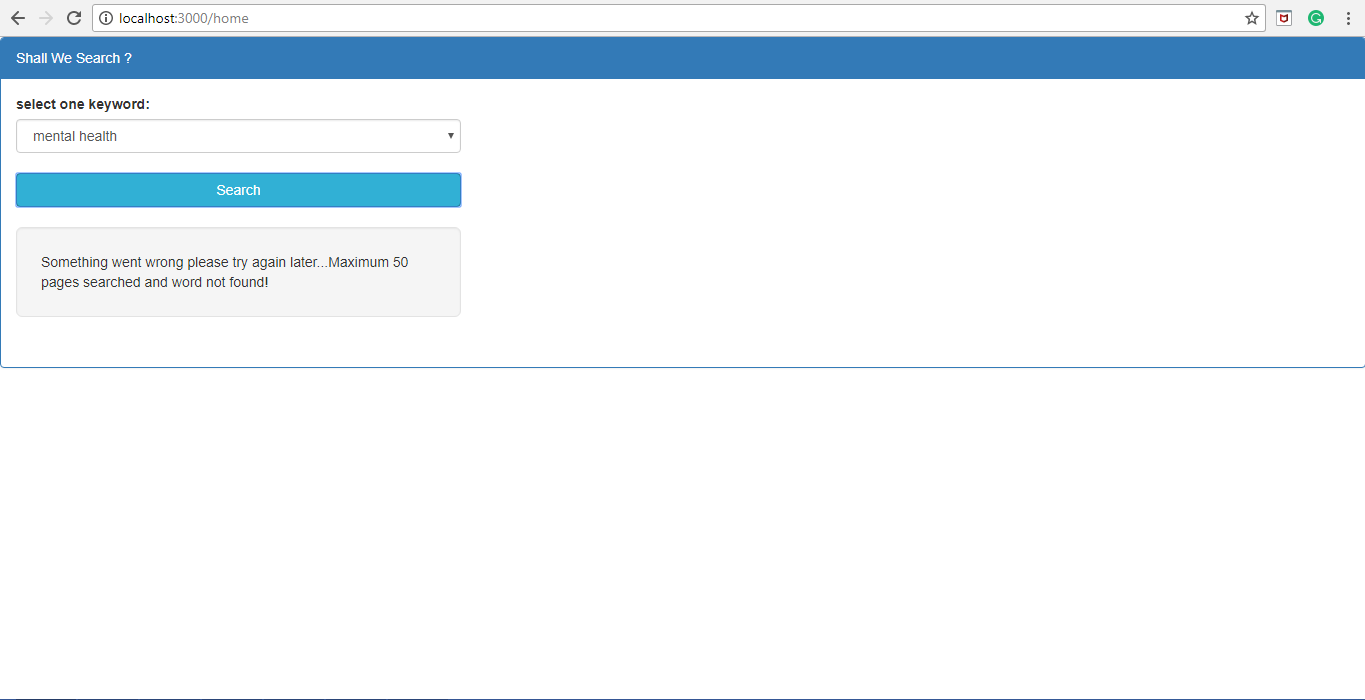 localhost:3000/home
Shall We Search ?
select one keyword:
mental health
Search
Something went wrong please try again later...Maximum 50
pages searched and word not found!